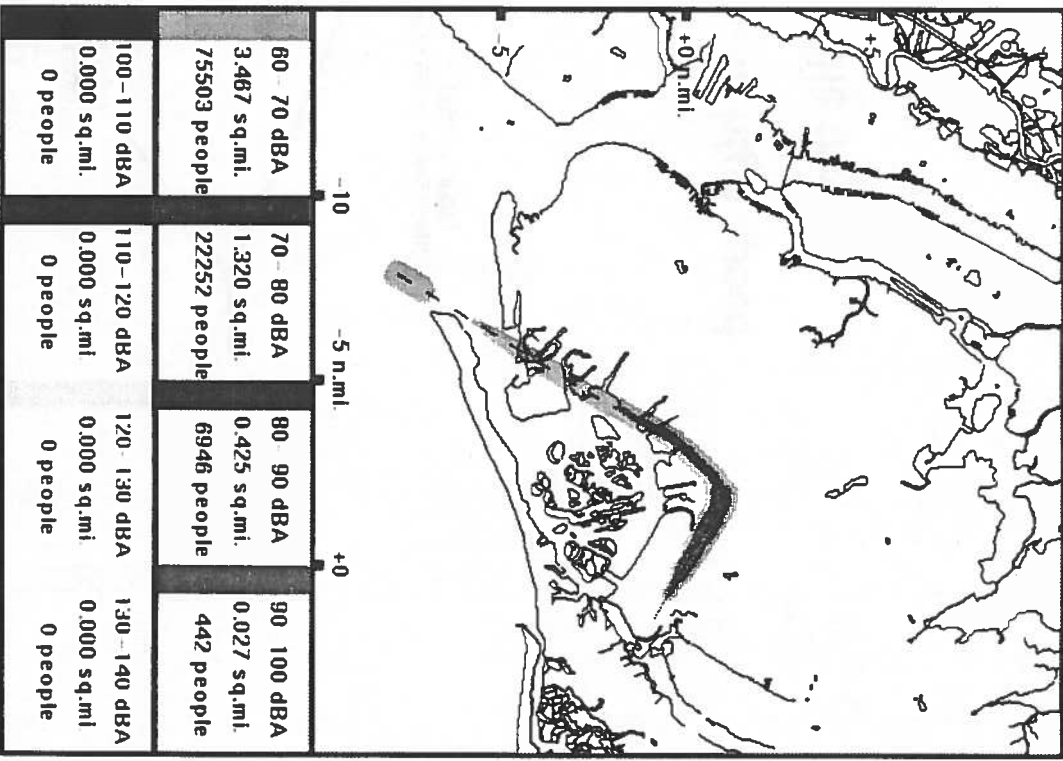 +5
+0 n.mi.
-5
-10
-5 n.mi.
+0
60 - 70 dBA
3.467 sq.mi.
75503 people
70 - 80 dBA
1.320 sq.mi.
22252 people
80 90 dBA
0.425 sq.mi.
6946 people
90 100 dBA
0.027 sq.mi.
442 people
100-110 dBA
0.000 sq.mi.
0 people
110-120 dBA
0.000 sq.mi.
0 people
120-130 dBA
0.000 sq.mi.
0 people
130-140 dBA
0.000 sq.mi.
0 people